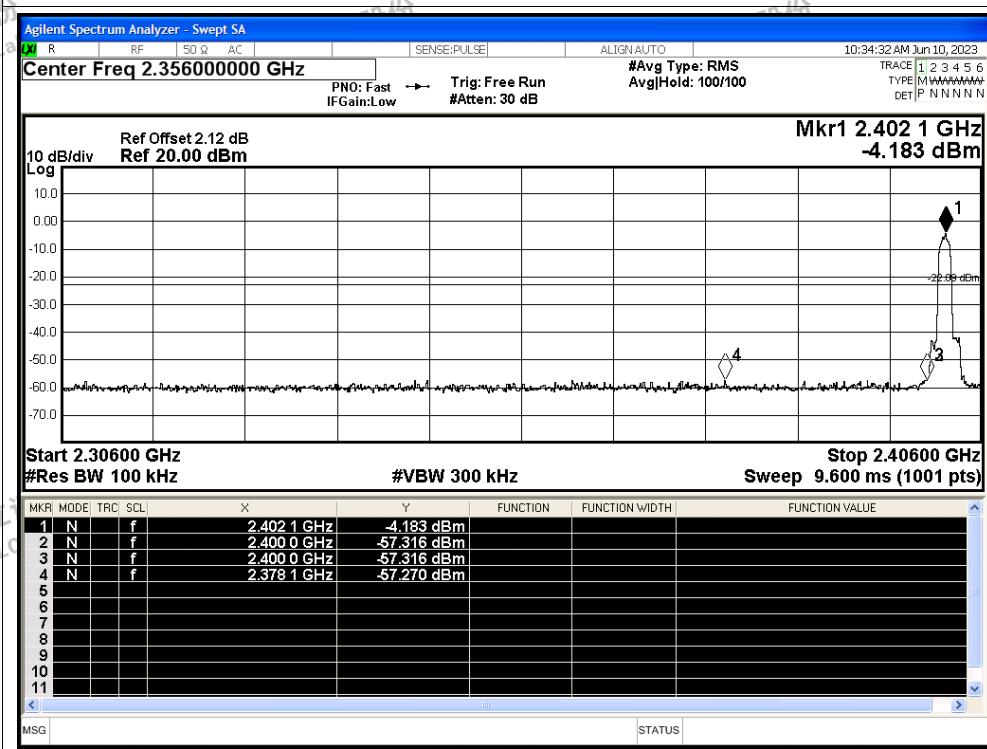 股份
股份
Agilent Spectrum Analyzer - Swept SA
LXI R RF 50 Ω AC SENSE:PULSE ALIGN AUTO 10:34:32 AM Jun 10, 2023
Center Freq 2.356000000 GHz
#Avg Type: RMS
TRACE 1 2 3 4 5 6
PNO: Fast Trig: Free Run Avg|Hold: 100/100 TYPE M
IFGain:Low #Atten: 30 dB DET P N N N N N
Mkr1 2.402 1 GHz
Ref Offset 2.12 dB
10 dB/div Ref 20.00 dBm -4.183 dBm
Log
10.0
1
0.00
-10.0
-20.0
-22.09 dBm
-30.0
-40.0
-50.0
4 3
-60.0
-70.0
Start 2.30600 GHz Stop 2.40600 GHz
#Res BW 100 kHz #VBW 300 kHz Sweep 9.600 ms (1001 pts)
MKR MODE TRC SCL X Y FUNCTION FUNCTION WIDTH FUNCTION VALUE
1 N f 2.402 1 GHz -4.183 dBm
2 N f 2.400 0 GHz -57.316 dBm
3 N f 2.400 0 GHz -57.316 dBm
4 N f 2.378 1 GHz -57.270 dBm
5
6
7
8
9
10
11
MSG STATUS